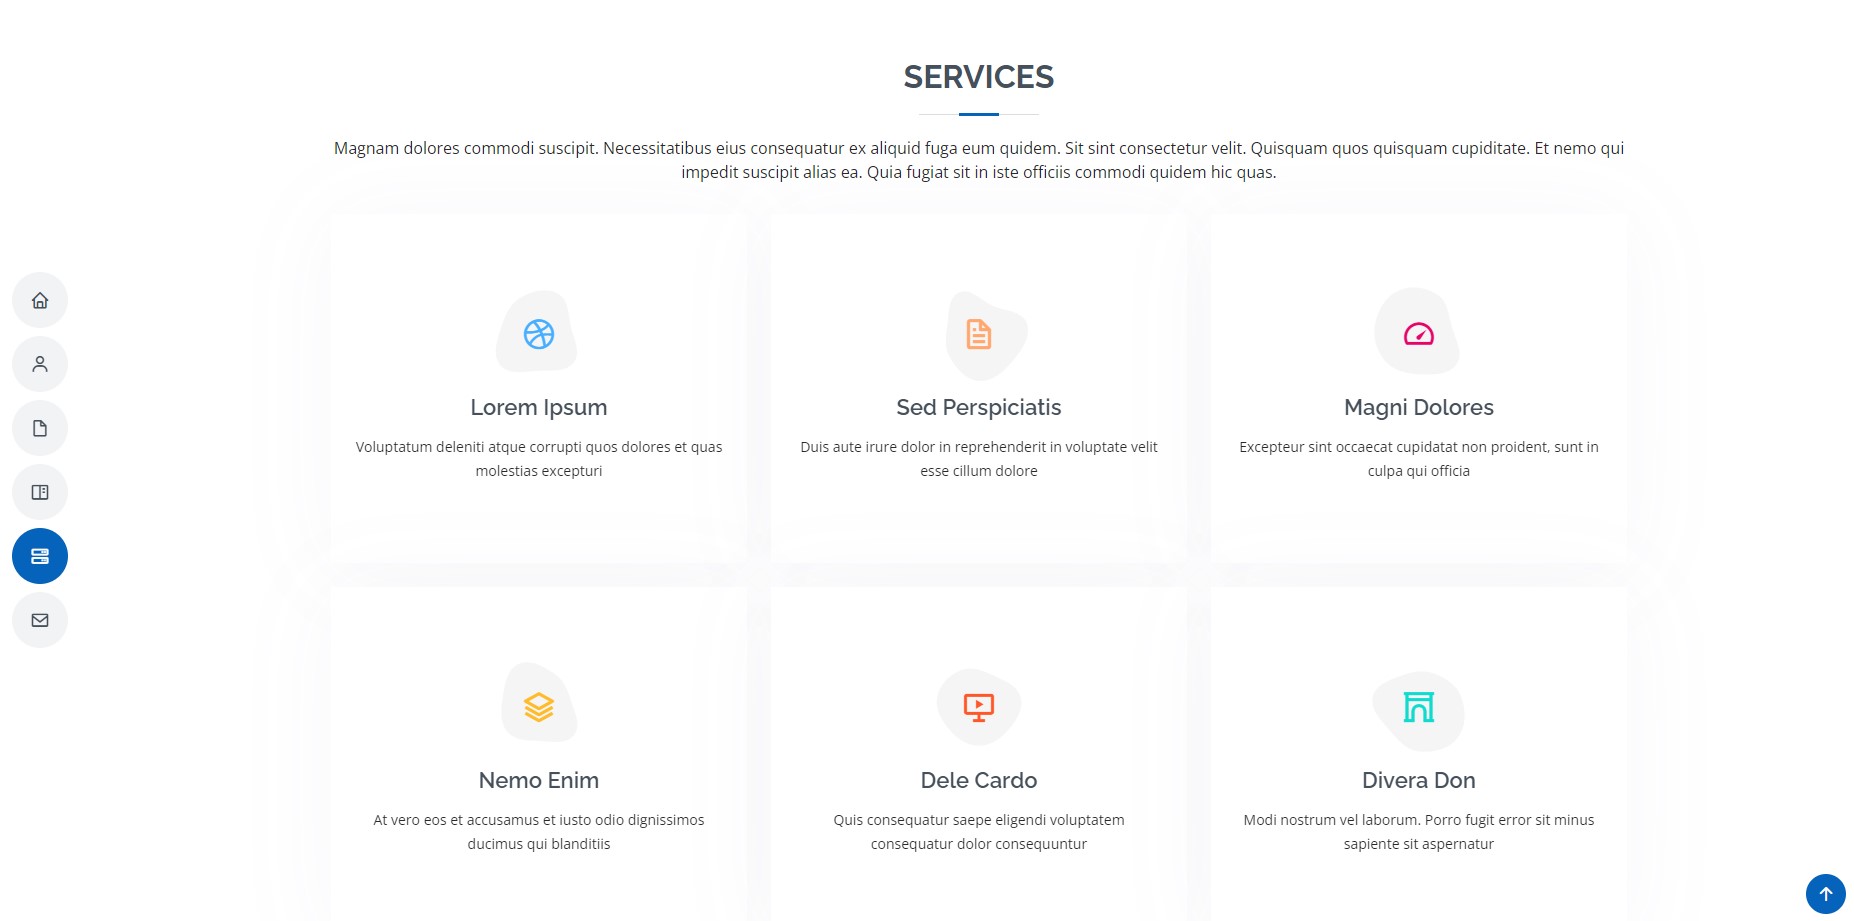 SERVICES
Magnam dolores commodi suscipit. Necessitatibus eius consequatur ex aliquid fuga eum quidem. Sit sint consectetur velit. Quisquam quos quisquam cupiditate. Et nemo qui
impedit suscipit alias ea. Quia fugiat sit in iste officiis commodi quidem hic quas.
Lorem Ipsum
Voluptatum deleniti atque corrupti quos dolores et quas
molestias excepturi
Sed Perspiciatis
Duis aute irure dolor in reprehenderit in voluptate velit
esse cillum dolore
Magni Dolores
Excepteur sint occaecat cupidatat non proident, sunt in
culpa qui officia
Nemo Enim
At vero eos et accusamus et iusto odio dignissimos
ducimus qui blanditiis
Dele Cardo
Quis consequatur saepe eligendi voluptatem
consequatur dolor consequuntur
Divera Don
Modi nostrum vel laborum. Porro fugit error sit minus
sapiente sit aspernatur